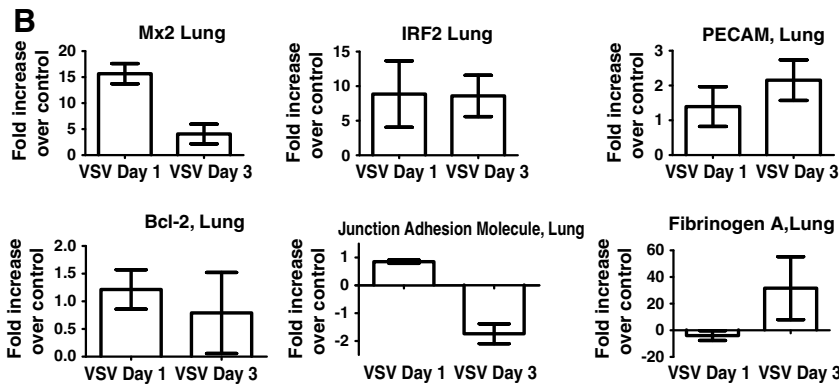 B
Mx2 Lung
Fold increase
over control
20
15
10
5
0
VSV Day 1 VSV Day 3
IRF2 Lung
Fold increase
over control
15
10
5
0
VSV Day 1 VSV Day 3
PECAM, Lung
Fold increase
over control
3
2
1
0
VSV Day 1 VSV Day 3
Bcl-2, Lung
Fold increase
over control
2.0
1.5
1.0
0.5
0.0
VSV Day 1 VSV Day 3
Junction Adhesion Molecule, Lung
Fold increase
over control
1
0
-1
-2
VSV Day 1 VSV Day 3
Fibrinogen A,Lung
Fold increase
over control
60
40
20
0
-20
VSV Day 1 VSV Day 3